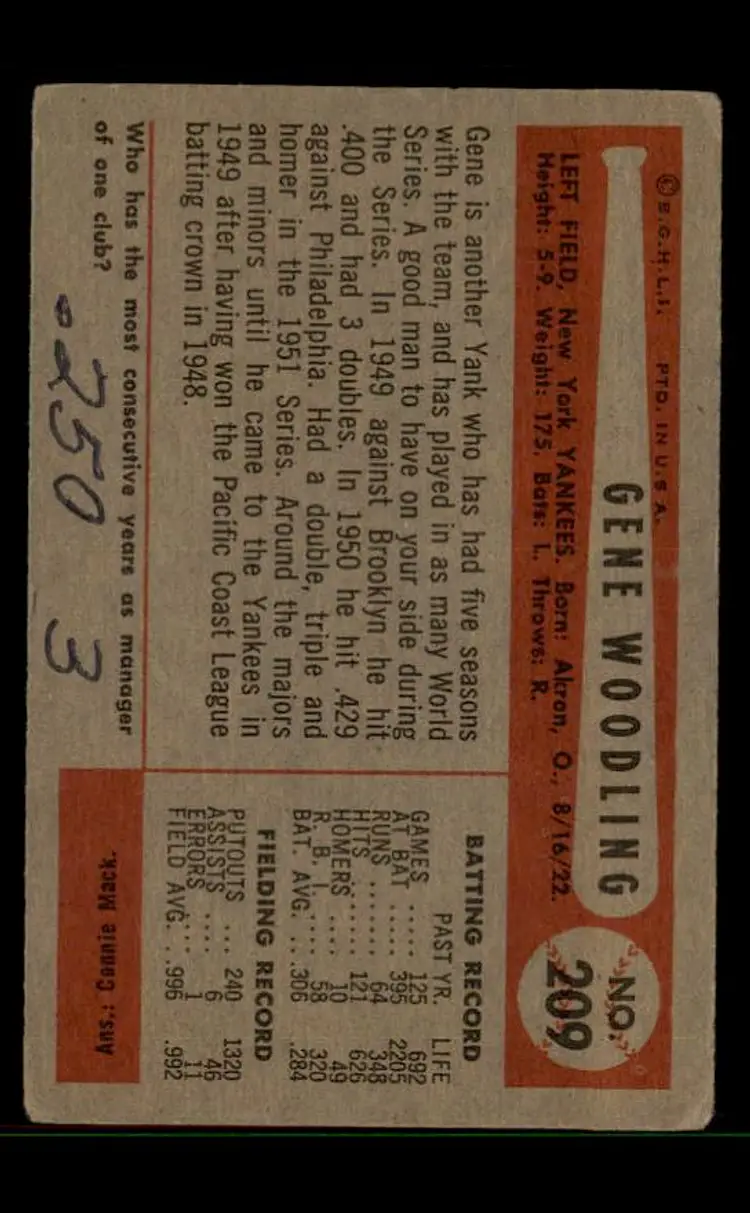 © B.G.H.L.I. PTD. IN U.S.A.
GENE WOODLING
NO.
209
LEFT FIELD, New York YANKEES. Born: Akron, O., 8/16/22.
Height: 5-9. Weight: 175. Bats: L. Throws: R.
Gene is another Yank who has had five seasons
with the team, and has played in as many World
Series. A good man to have on your side during
the Series. In 1949 against Brooklyn he hit
.400 and had 3 doubles. In 1950 he hit .429
against Philadelphia. Had a double, triple and
homer in the 1951 Series. Around the majors
and minors until he came to the Yankees in
1949 after having won the Pacific Coast League
batting crown in 1948.
BATTING RECORD
PAST YR. LIFE
GAMES ..... 125 692
AT BAT ..... 395 2205
RUNS ....... 64 348
HITS ....... 121 626
HOMERS .... 10 49
R. B. I. .... 58 320
BAT. AVG. ... .306 .284
FIELDING RECORD
PUTOUTS ... 240 1320
ASSISTS .... 6 46
ERRORS .... 1 11
FIELD AVG. .. .996 .992
Who has the most consecutive years as manager
of one club?
.250 3
Ans.: Connie Mack.